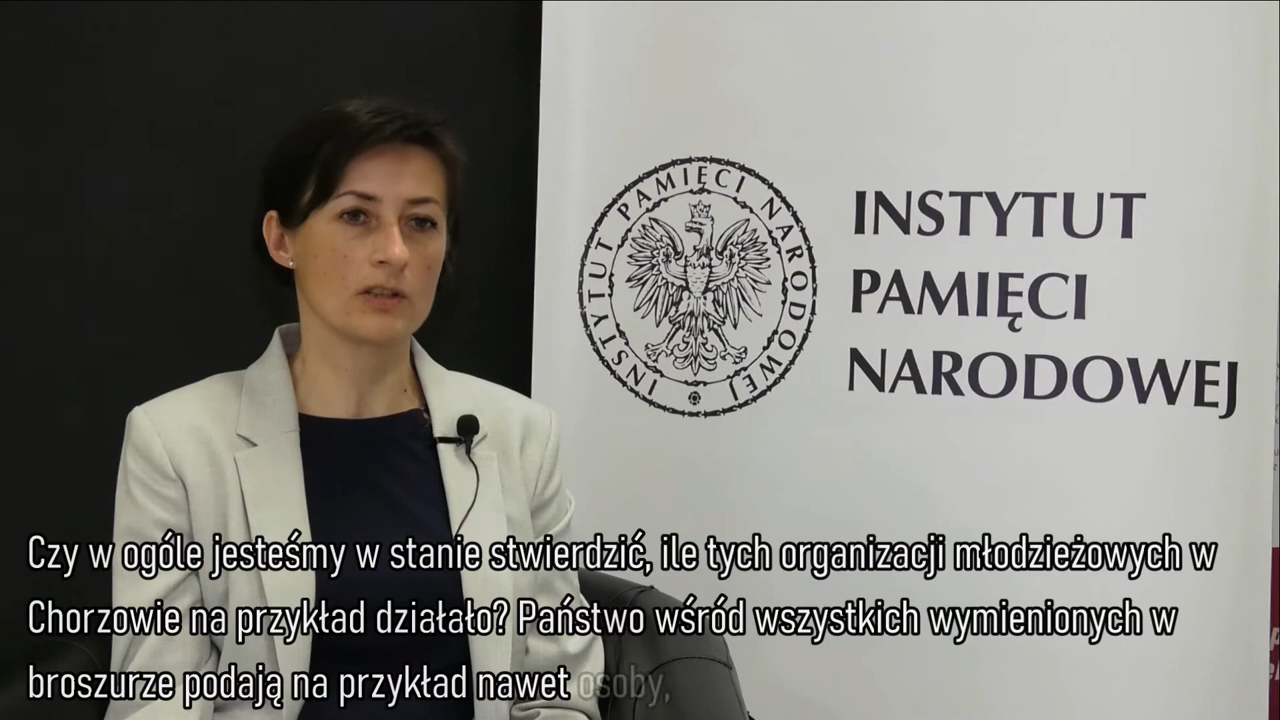 INSTYTUT PAMIĘCI NARODOWEJ
INSTYTUT
PAMIĘCI
NARODOWEJ
Czy w ogóle jesteśmy w stanie stwierdzić, ile tych organizacji młodzieżowych w
Chorzowie na przykład działało? Państwo wśród wszystkich wymienionych w
broszurze podają na przykład nawet osoby,